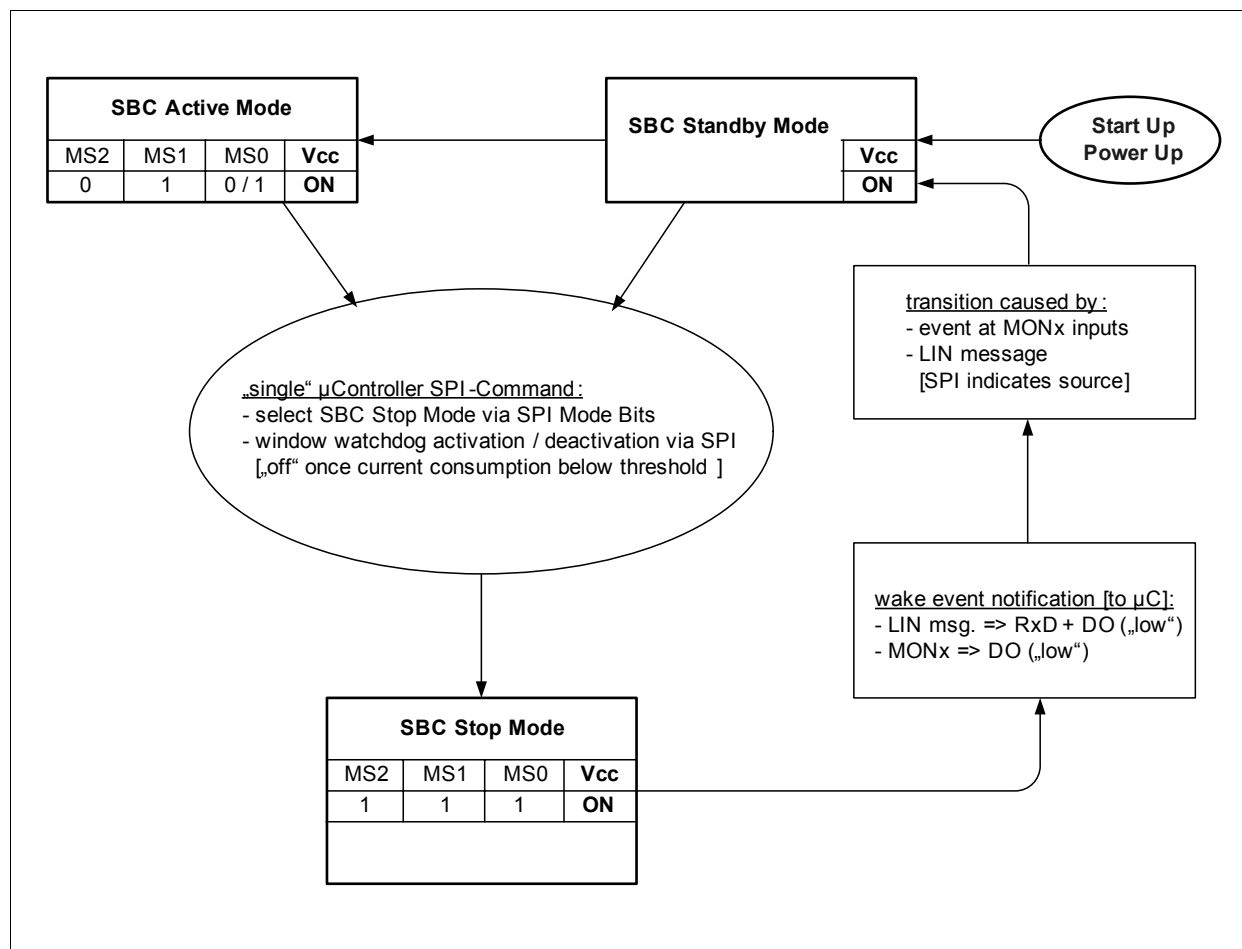 SBC Active Mode
MS2 MS1 MS0 Vcc
0 1 0 / 1 ON
SBC Standby Mode
Vcc
ON
Start Up
Power Up
transition caused by :
- event at MONx inputs
- LIN message
[SPI indicates source]
„single“ µController SPI -Command :
- select SBC Stop Mode via SPI Mode Bits
- window watchdog activation / deactivation via SPI
[„off“ once current consumption below threshold ]
wake event notification [to µC]:
- LIN msg. => RxD + DO („low“)
- MONx => DO („low“)
SBC Stop Mode
MS2 MS1 MS0 Vcc
1 1 1 ON